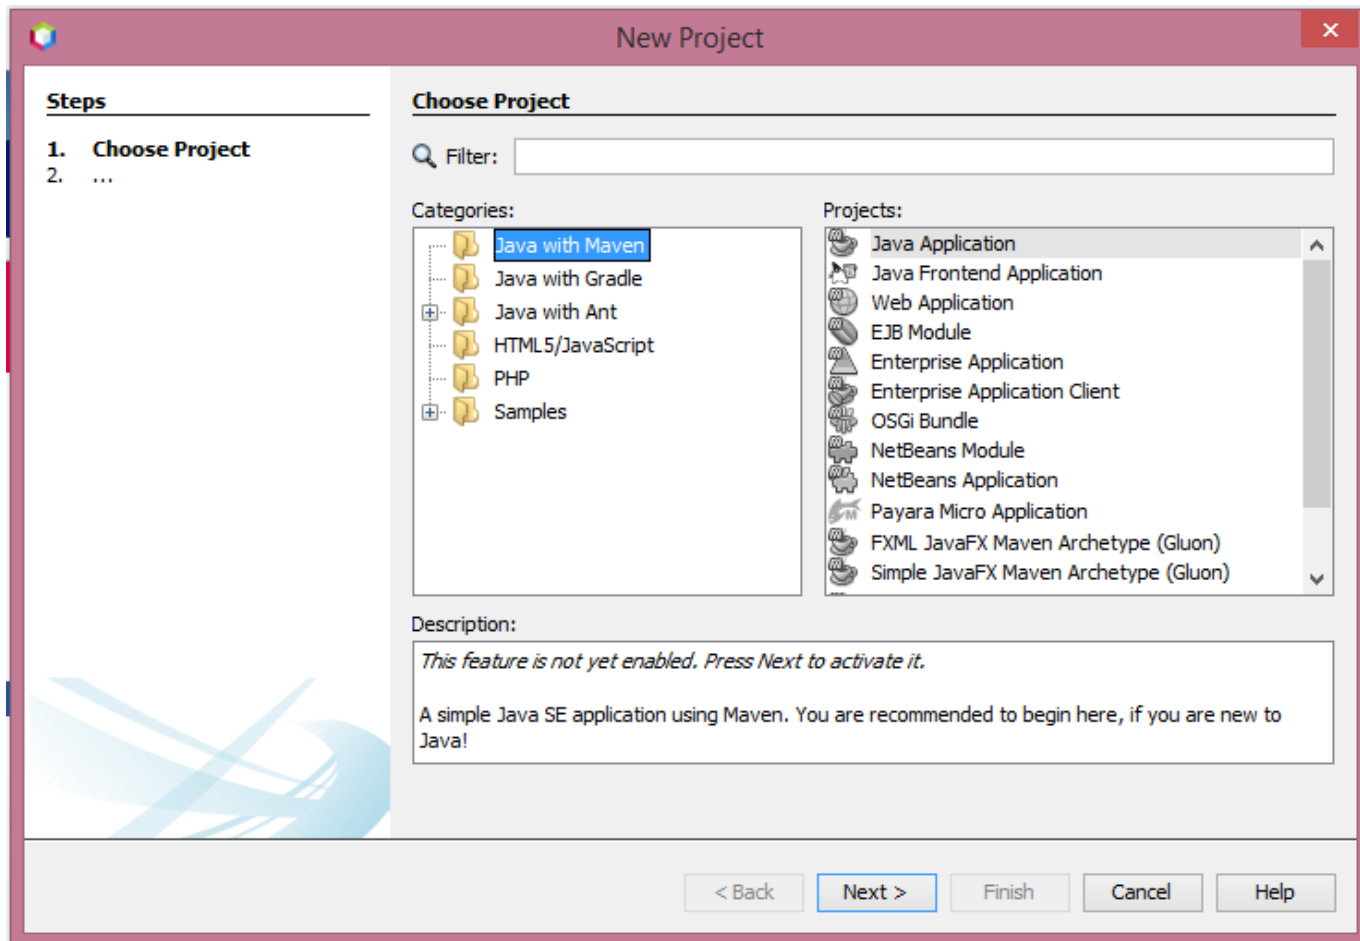 New Project
Steps
1. Choose Project
2. ...
Choose Project
Filter:
Categories:
Java with Maven
Java with Gradle
Java with Ant
HTML5/JavaScript
PHP
Samples
Projects:
Java Application
Java Frontend Application
Web Application
EJB Module
Enterprise Application
Enterprise Application Client
OSGi Bundle
NetBeans Module
NetBeans Application
Payara Micro Application
FXML JavaFX Maven Archetype (Gluon)
Simple JavaFX Maven Archetype (Gluon)
Description:
This feature is not yet enabled. Press Next to activate it.
A simple Java SE application using Maven. You are recommended to begin here, if you are new to
Java!
< Back
Next >
Finish
Cancel
Help